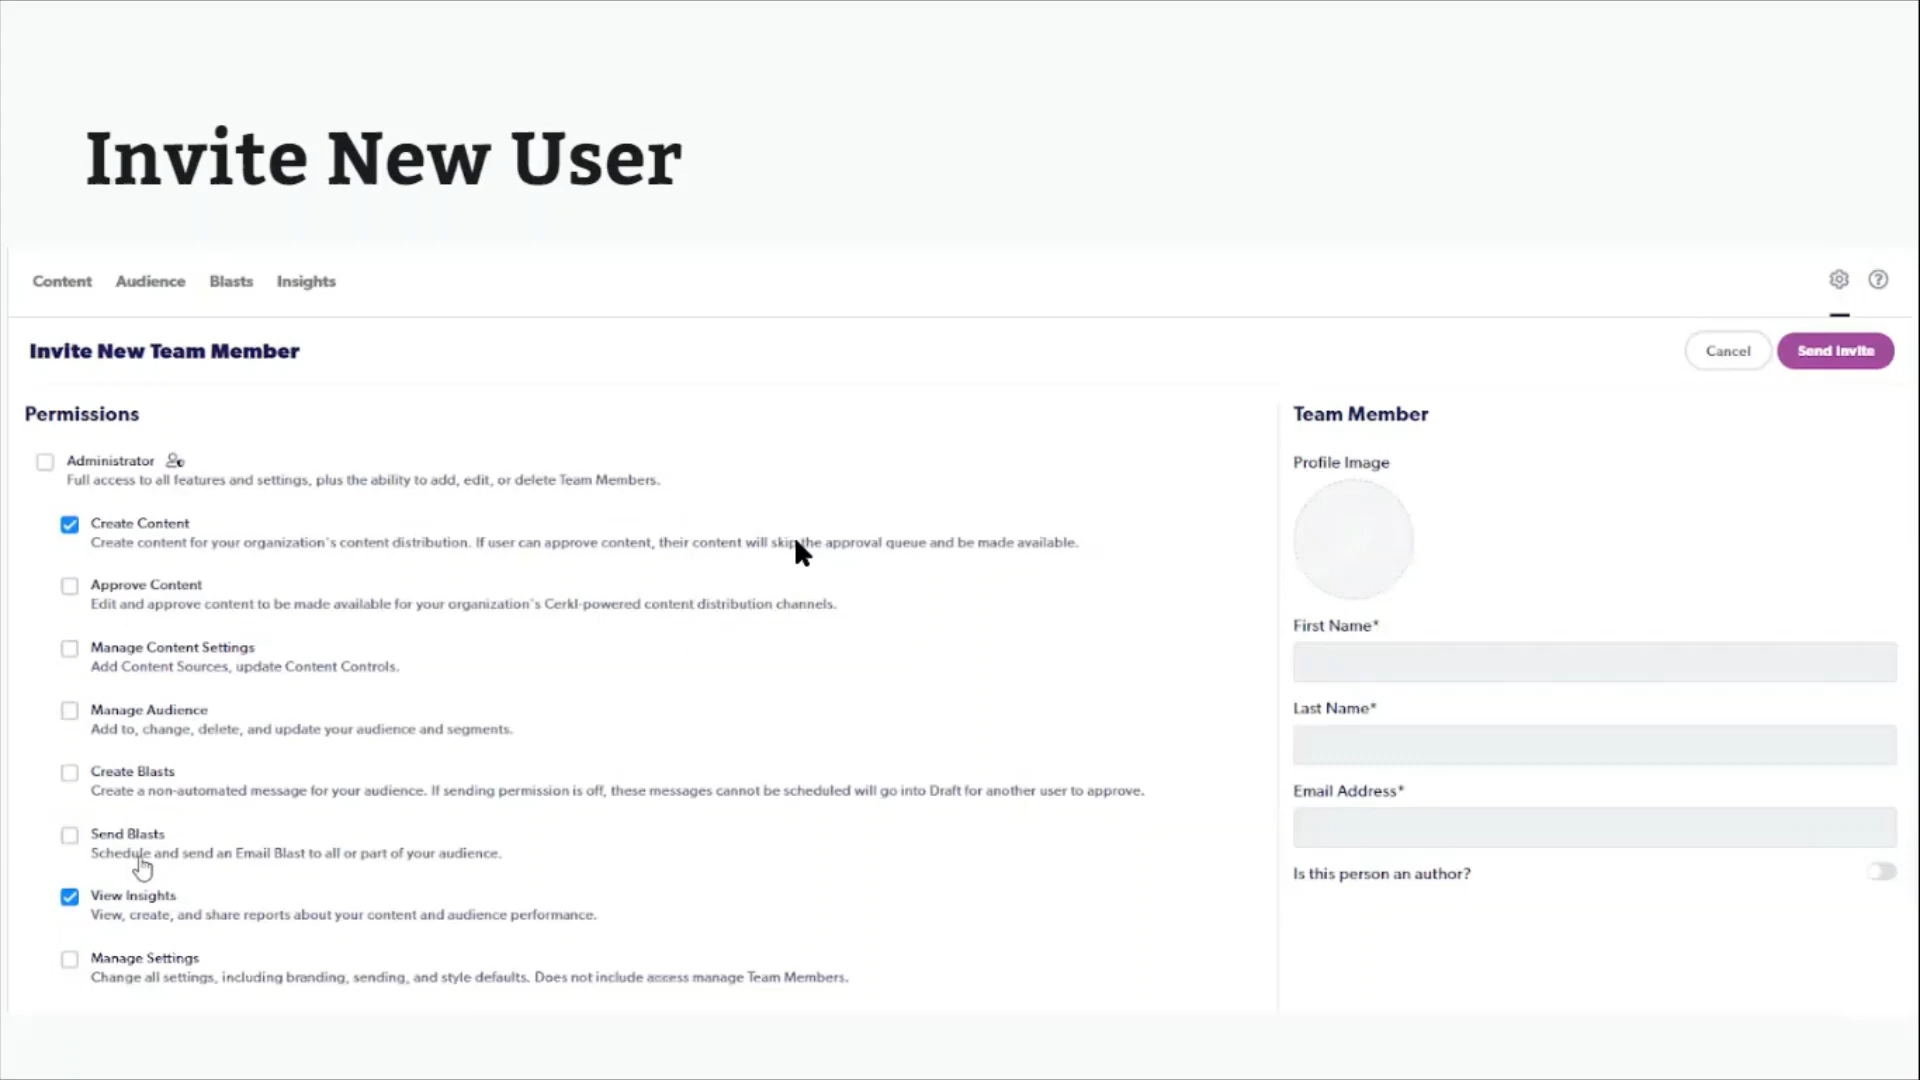 Invite New User
Content Audience Blasts Insights
Invite New Team Member
Cancel
Send Invite
Permissions
Administrator
Full access to all features and settings, plus the ability to add, edit, or delete Team Members.
Create Content
Create content for your organization's content distribution. If user can approve content, their content will skip the approval queue and be made available.
Approve Content
Edit and approve content to be made available for your organization's Cerkl-powered content distribution channels.
Manage Content Settings
Add Content Sources, update Content Controls.
Manage Audience
Add to, change, delete, and update your audience and segments.
Create Blasts
Create a non-automated message for your audience. If sending permission is off, these messages cannot be scheduled will go into Draft for another user to approve.
Send Blasts
Schedule and send an Email Blast to all or part of your audience.
View Insights
View, create, and share reports about your content and audience performance.
Manage Settings
Change all settings, including branding, sending, and style defaults. Does not include access manage Team Members.
Team Member
Profile Image
First Name*
Last Name*
Email Address*
Is this person an author?